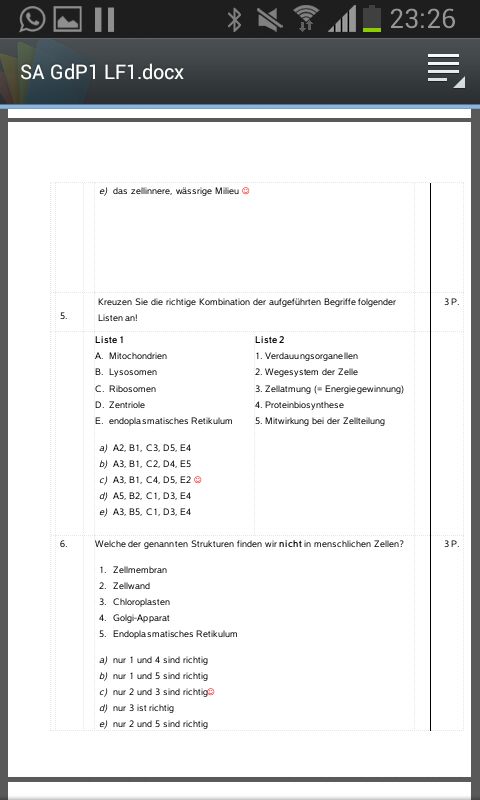 23:26
SA GdP1 LF1.docx
e) das zellinnere, wässrige Milieu ☺
5. Kreuzen Sie die richtige Kombination der aufgeführten Begriffe folgender 3 P.
Listen an!
Liste 1 Liste 2
A. Mitochondrien 1. Verdauungsorganellen
B. Lysosomen 2. Wegesystem der Zelle
C. Ribosomen 3. Zellatmung (= Energiegewinnung)
D. Zentriole 4. Proteinbiosynthese
E. endoplasmatisches Retikulum 5. Mitwirkung bei der Zellteilung
a) A2, B1, C3, D5, E4
b) A3, B1, C2, D4, E5
c) A3, B1, C4, D5, E2 ☺
d) A5, B2, C1, D3, E4
e) A3, B5, C1, D3, E4
6. Welche der genannten Strukturen finden wir nicht in menschlichen Zellen? 3 P.
1. Zellmembran
2. Zellwand
3. Chloroplasten
4. Golgi-Apparat
5. Endoplasmatisches Retikulum
a) nur 1 und 4 sind richtig
b) nur 1 und 5 sind richtig
c) nur 2 und 3 sind richtig☺
d) nur 3 ist richtig
e) nur 2 und 5 sind richtig